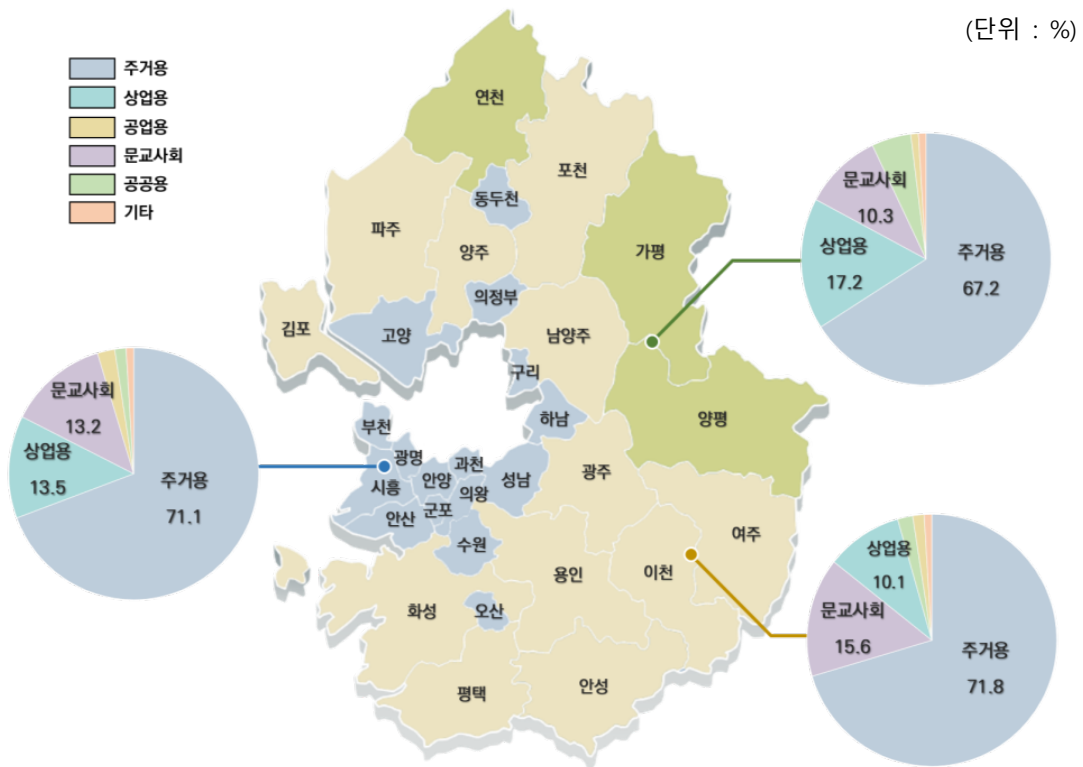 (단위 : %)
주거용
상업용
공업용
문교사회
공공용
기타
연천
포천
동두천
파주
양주
가평
의정부
김포
고양
남양주
구리
하남
양평
부천
광명
과천
안양
성남
광주
시흥
의왕
군포
안산
수원
여주
용인
이천
화성
오산
평택
안성
문교사회
10.3
상업용
17.2
주거용
67.2
문교사회
13.2
상업용
13.5
주거용
71.1
상업용
10.1
문교사회
15.6
주거용
71.8